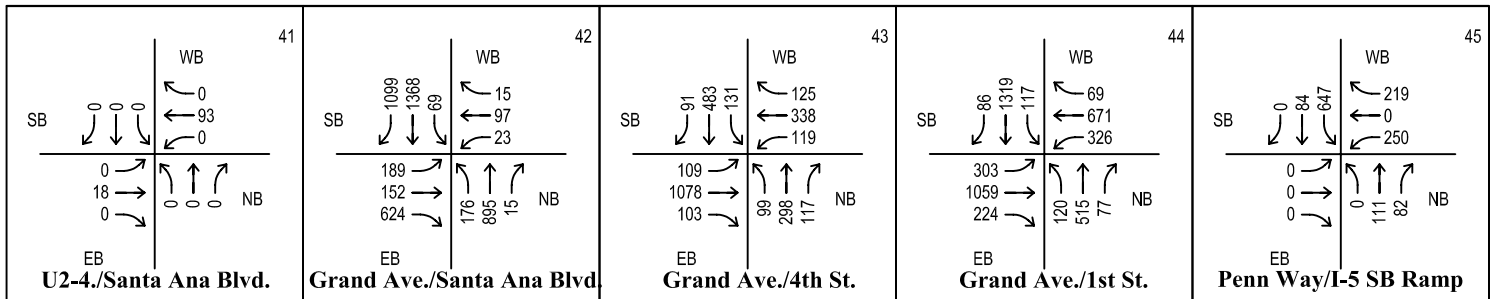 41
WB
0
93
0
SB
0 0 0
0
18
0
0 0 0
NB
EB
U2-4./Santa Ana Blvd.
42
WB
15
97
23
SB
1099 1368 69
189
152
624
176 895 15
NB
EB
Grand Ave./Santa Ana Blvd.
43
WB
125
338
119
SB
91 483 131
109
1078
103
99 298 117
NB
EB
Grand Ave./4th St.
44
WB
69
671
326
SB
86 1319 117
303
1059
224
120 515 77
NB
EB
Grand Ave./1st St.
45
WB
219
0
250
SB
0 84 647
0
0
0
0 111 82
NB
EB
Penn Way/I-5 SB Ramp